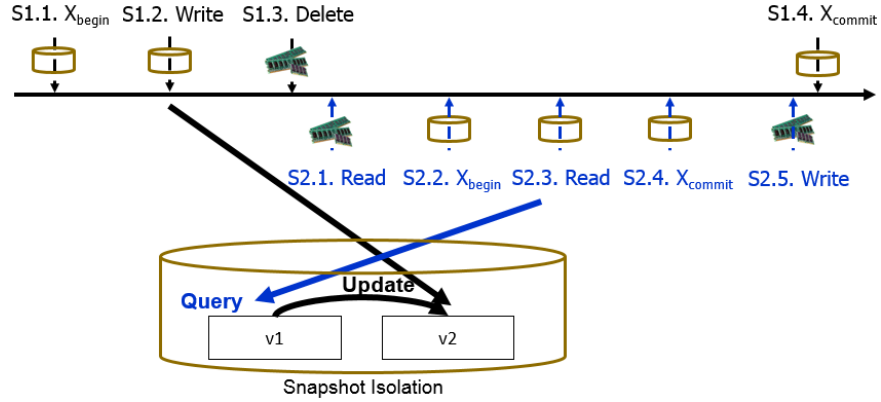 S1.1. Xbegin S1.2. Write S1.3. Delete S1.4. Xcommit
S2.1. Read S2.2. Xbegin S2.3. Read S2.4. Xcommit S2.5. Write
Update
Query
v1 v2
Snapshot Isolation